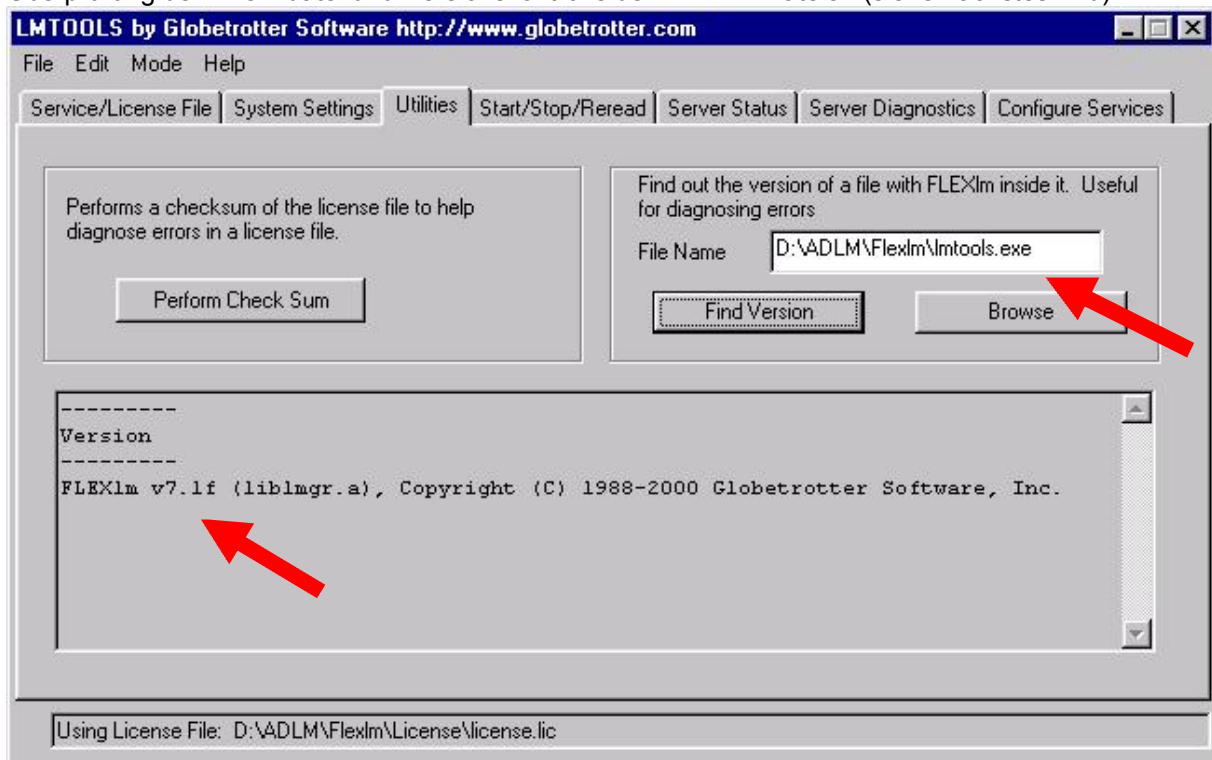 LMTOOLS by Globetrotter Software http://www.globetrotter.com
File Edit Mode Help
Service/License File System Settings Utilities Start/Stop/Reread Server Status Server Diagnostics Configure Services
Performs a checksum of the license file to help
diagnose errors in a license file.
Perform Check Sum
Find out the version of a file with FLEXlm inside it. Useful
for diagnosing errors
File Name D:\ADLM\Flexlm\lmtools.exe
Find Version Browse
---------
Version
---------
FLEXlm v7.1f (liblmgr.a), Copyright (C) 1988-2000 Globetrotter Software, Inc.
Using License File: D:\ADLM\Flexlm\License\license.lic